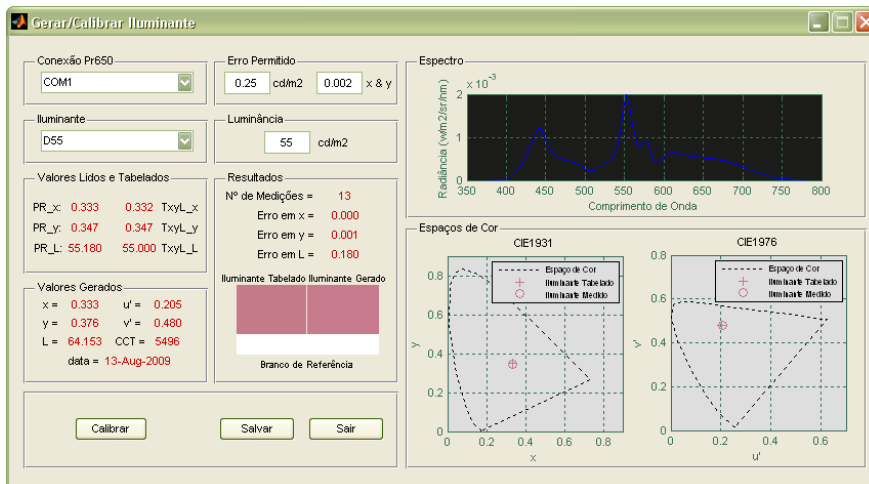 Gerar/Calibrar Iluminante
Conexão Pr650
COM1
Erro Permitido
0.25 cd/m2 0.002 x & y
Iluminante
D55
Luminância
55 cd/m2
Valores Lidos e Tabelados
PR_x: 0.333 0.332 TxyL_x
PR_y: 0.347 0.347 TxyL_y
PR_L: 55.180 55.000 TxyL_L
Resultados
Nº de Medições = 13
Erro em x = 0.000
Erro em y = 0.001
Erro em L = 0.180
Iluminante Tabelado Iluminante Gerado
Branco de Referência
Valores Gerados
x = 0.333 u' = 0.205
y = 0.376 v' = 0.480
L = 64.153 CCT = 5496
data = 13-Aug-2009
Calibrar
Salvar
Sair
Espectro
x 10⁻³
2
1
0
Radiância (w/m2/sr/nm)
350 400 450 500 550 600 650 700 750 800
Comprimento de Onda
Espaços de Cor
CIE1931
Espaço de Cor
Iluminante Tabelado
Iluminante Medido
0.8
0.6
0.4
0.2
0
y
0 0.2 0.4 0.6 0.8
x
CIE1976
Espaço de Cor
Iluminante Tabelado
Iluminante Medido
0.8
0.6
0.4
0.2
0
v'
0 0.2 0.4 0.6
u'